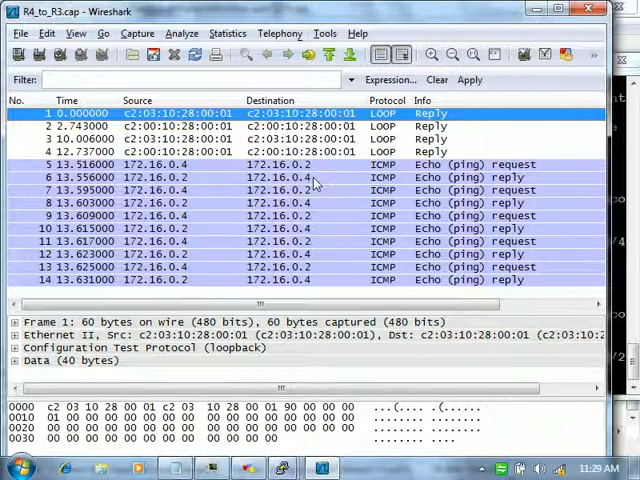 R4_to_R3.cap - Wireshark
File Edit View Go Capture Analyze Statistics Telephony Tools Help
Filter: Expression... Clear Apply
No. Time Source Destination Protocol Info
1 0.000000 c2:03:10:28:00:01 c2:03:10:28:00:01 LOOP Reply
2 2.743000 c2:00:10:28:00:01 c2:00:10:28:00:01 LOOP Reply
3 10.006000 c2:03:10:28:00:01 c2:03:10:28:00:01 LOOP Reply
4 12.737000 c2:00:10:28:00:01 c2:00:10:28:00:01 LOOP Reply
5 13.516000 172.16.0.4 172.16.0.2 ICMP Echo (ping) request
6 13.556000 172.16.0.2 172.16.0.4 ICMP Echo (ping) reply
7 13.595000 172.16.0.4 172.16.0.2 ICMP Echo (ping) request
8 13.603000 172.16.0.2 172.16.0.4 ICMP Echo (ping) reply
9 13.609000 172.16.0.4 172.16.0.2 ICMP Echo (ping) request
10 13.615000 172.16.0.2 172.16.0.4 ICMP Echo (ping) reply
11 13.617000 172.16.0.4 172.16.0.2 ICMP Echo (ping) request
12 13.623000 172.16.0.2 172.16.0.4 ICMP Echo (ping) reply
13 13.625000 172.16.0.4 172.16.0.2 ICMP Echo (ping) request
14 13.631000 172.16.0.2 172.16.0.4 ICMP Echo (ping) reply
Frame 1: 60 bytes on wire (480 bits), 60 bytes captured (480 bits)
Ethernet II, Src: c2:03:10:28:00:01 (c2:03:10:28:00:01), Dst: c2:03:10:28:00:01 (c2:03:10:2
Configuration Test Protocol (loopback)
Data (40 bytes)
0000 c2 03 10 28 00 01 c2 03 10 28 00 01 90 00 00 00 ...(.... .(......
0010 01 00 00 00 00 00 00 00 00 00 00 00 00 00 00 00 ........ ........
0020 00 00 00 00 00 00 00 00 00 00 00 00 00 00 00 00 ........ ........
0030 00 00 00 00 00 00 00 00 00 00 00 00 ........ ....
11:29 AM